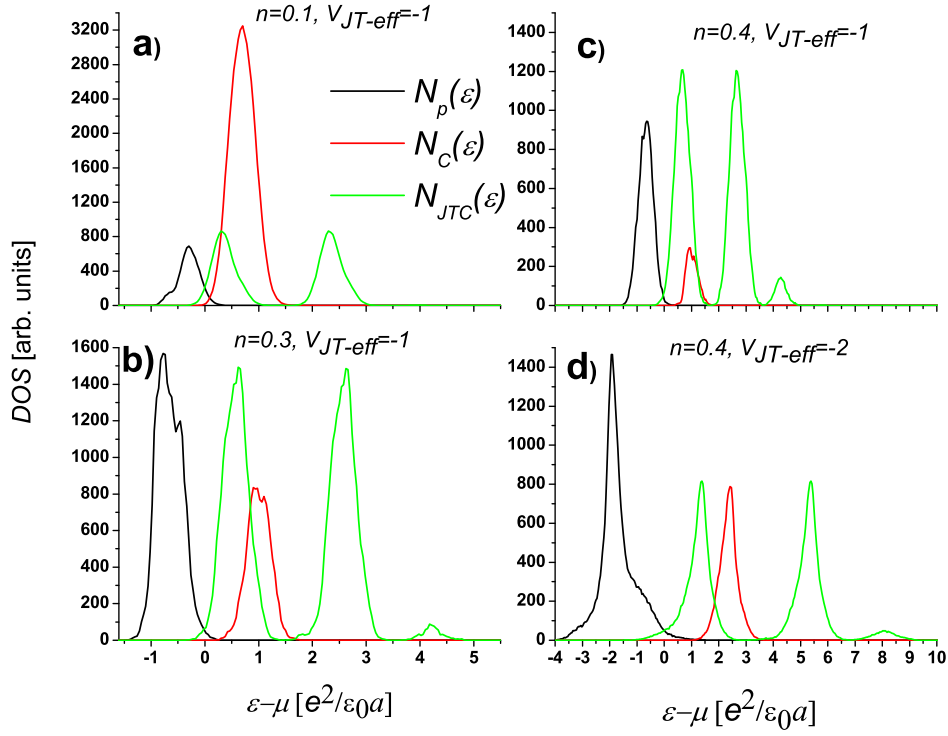 n=0.1, V_JT-eff=-1
a)
3200
2800
2400
2000
1600
1200
800
400
0
N_p(ε)
N_C(ε)
N_JTC(ε)
n=0.4, V_JT-eff=-1
c)
1400
1200
1000
800
600
400
200
0
DOS [arb. units]
n=0.3, V_JT-eff=-1
b)
1600
1400
1200
1000
800
600
400
200
0
-1 0 1 2 3 4 5
ε-μ [e²/ε₀a]
n=0.4, V_JT-eff=-2
d)
1400
1200
1000
800
600
400
200
0
-4 -3 -2 -1 0 1 2 3 4 5 6 7 8 9 10
ε-μ [e²/ε₀a]